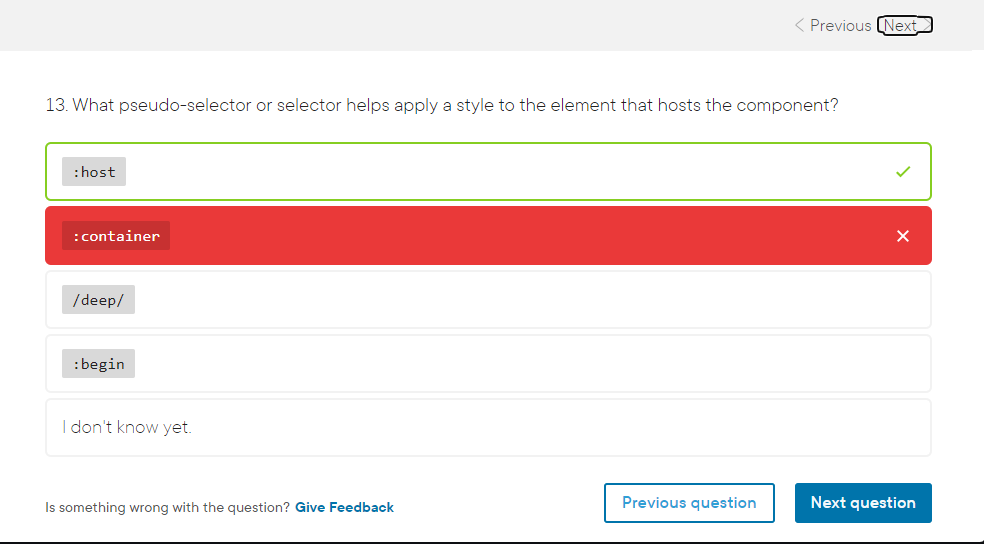 Previous Next
13. What pseudo-selector or selector helps apply a style to the element that hosts the component?
:host
:container
/deep/
:begin
I don't know yet.
Is something wrong with the question? Give Feedback
Previous question
Next question